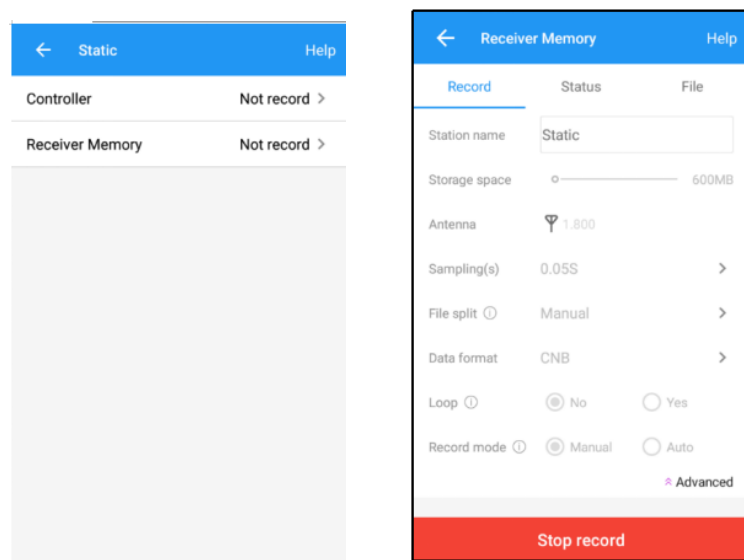 Static Help
Controller Not record
Receiver Memory Not record
Receiver Memory Help
Record Status File
Station name Static
Storage space 600MB
Antenna 1.800
Sampling(s) 0.05S
File split Manual
Data format CNB
Loop No Yes
Record mode Manual Auto
Advanced
Stop record